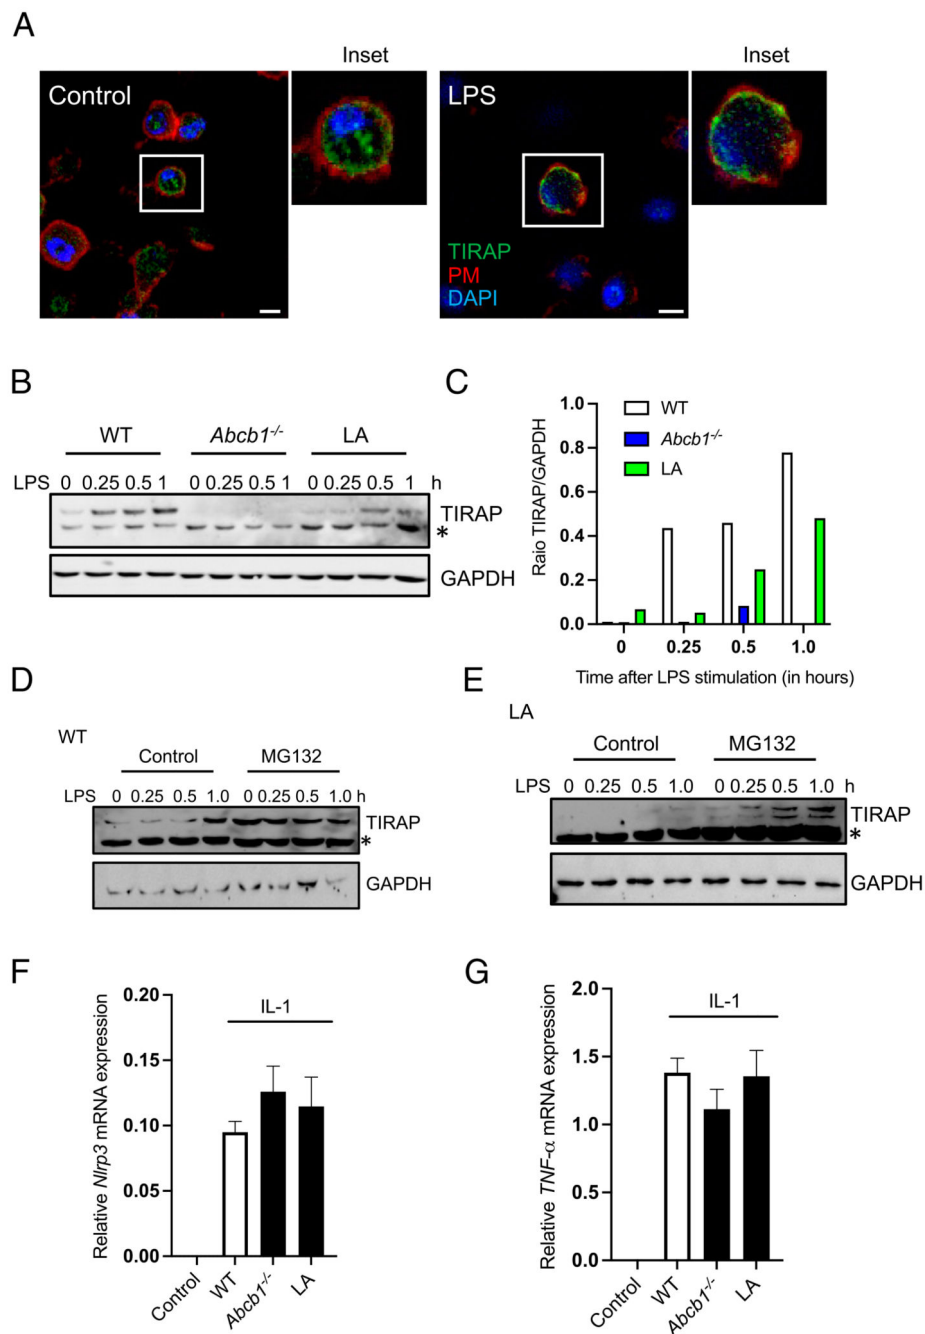 A
Inset
Inset
Control
LPS
TIRAP
PM
DAPI
B
WT Abcb1-/- LA
LPS 0 0.25 0.5 1 0 0.25 0.5 1 0 0.25 0.5 1 h
TIRAP
*
GAPDH
C
WT
Abcb1-/-
LA
Raio TIRAP/GAPDH
1.0
0.8
0.6
0.4
0.2
0.0
0 0.25 0.5 1.0
Time after LPS stimulation (in hours)
D
WT
Control MG132
LPS 0 0.25 0.5 1.0 0 0.25 0.5 1.0 h
TIRAP
*
GAPDH
E
LA
Control MG132
LPS 0 0.25 0.5 1.0 0 0.25 0.5 1.0 h
TIRAP
*
GAPDH
F
Relative Nlrp3 mRNA expression
0.20
0.15
0.10
0.05
0.00
IL-1
Control WT Abcb1-/- LA
G
Relative TNF-α mRNA expression
2.0
1.5
1.0
0.5
0.0
IL-1
Control WT Abcb1-/- LA